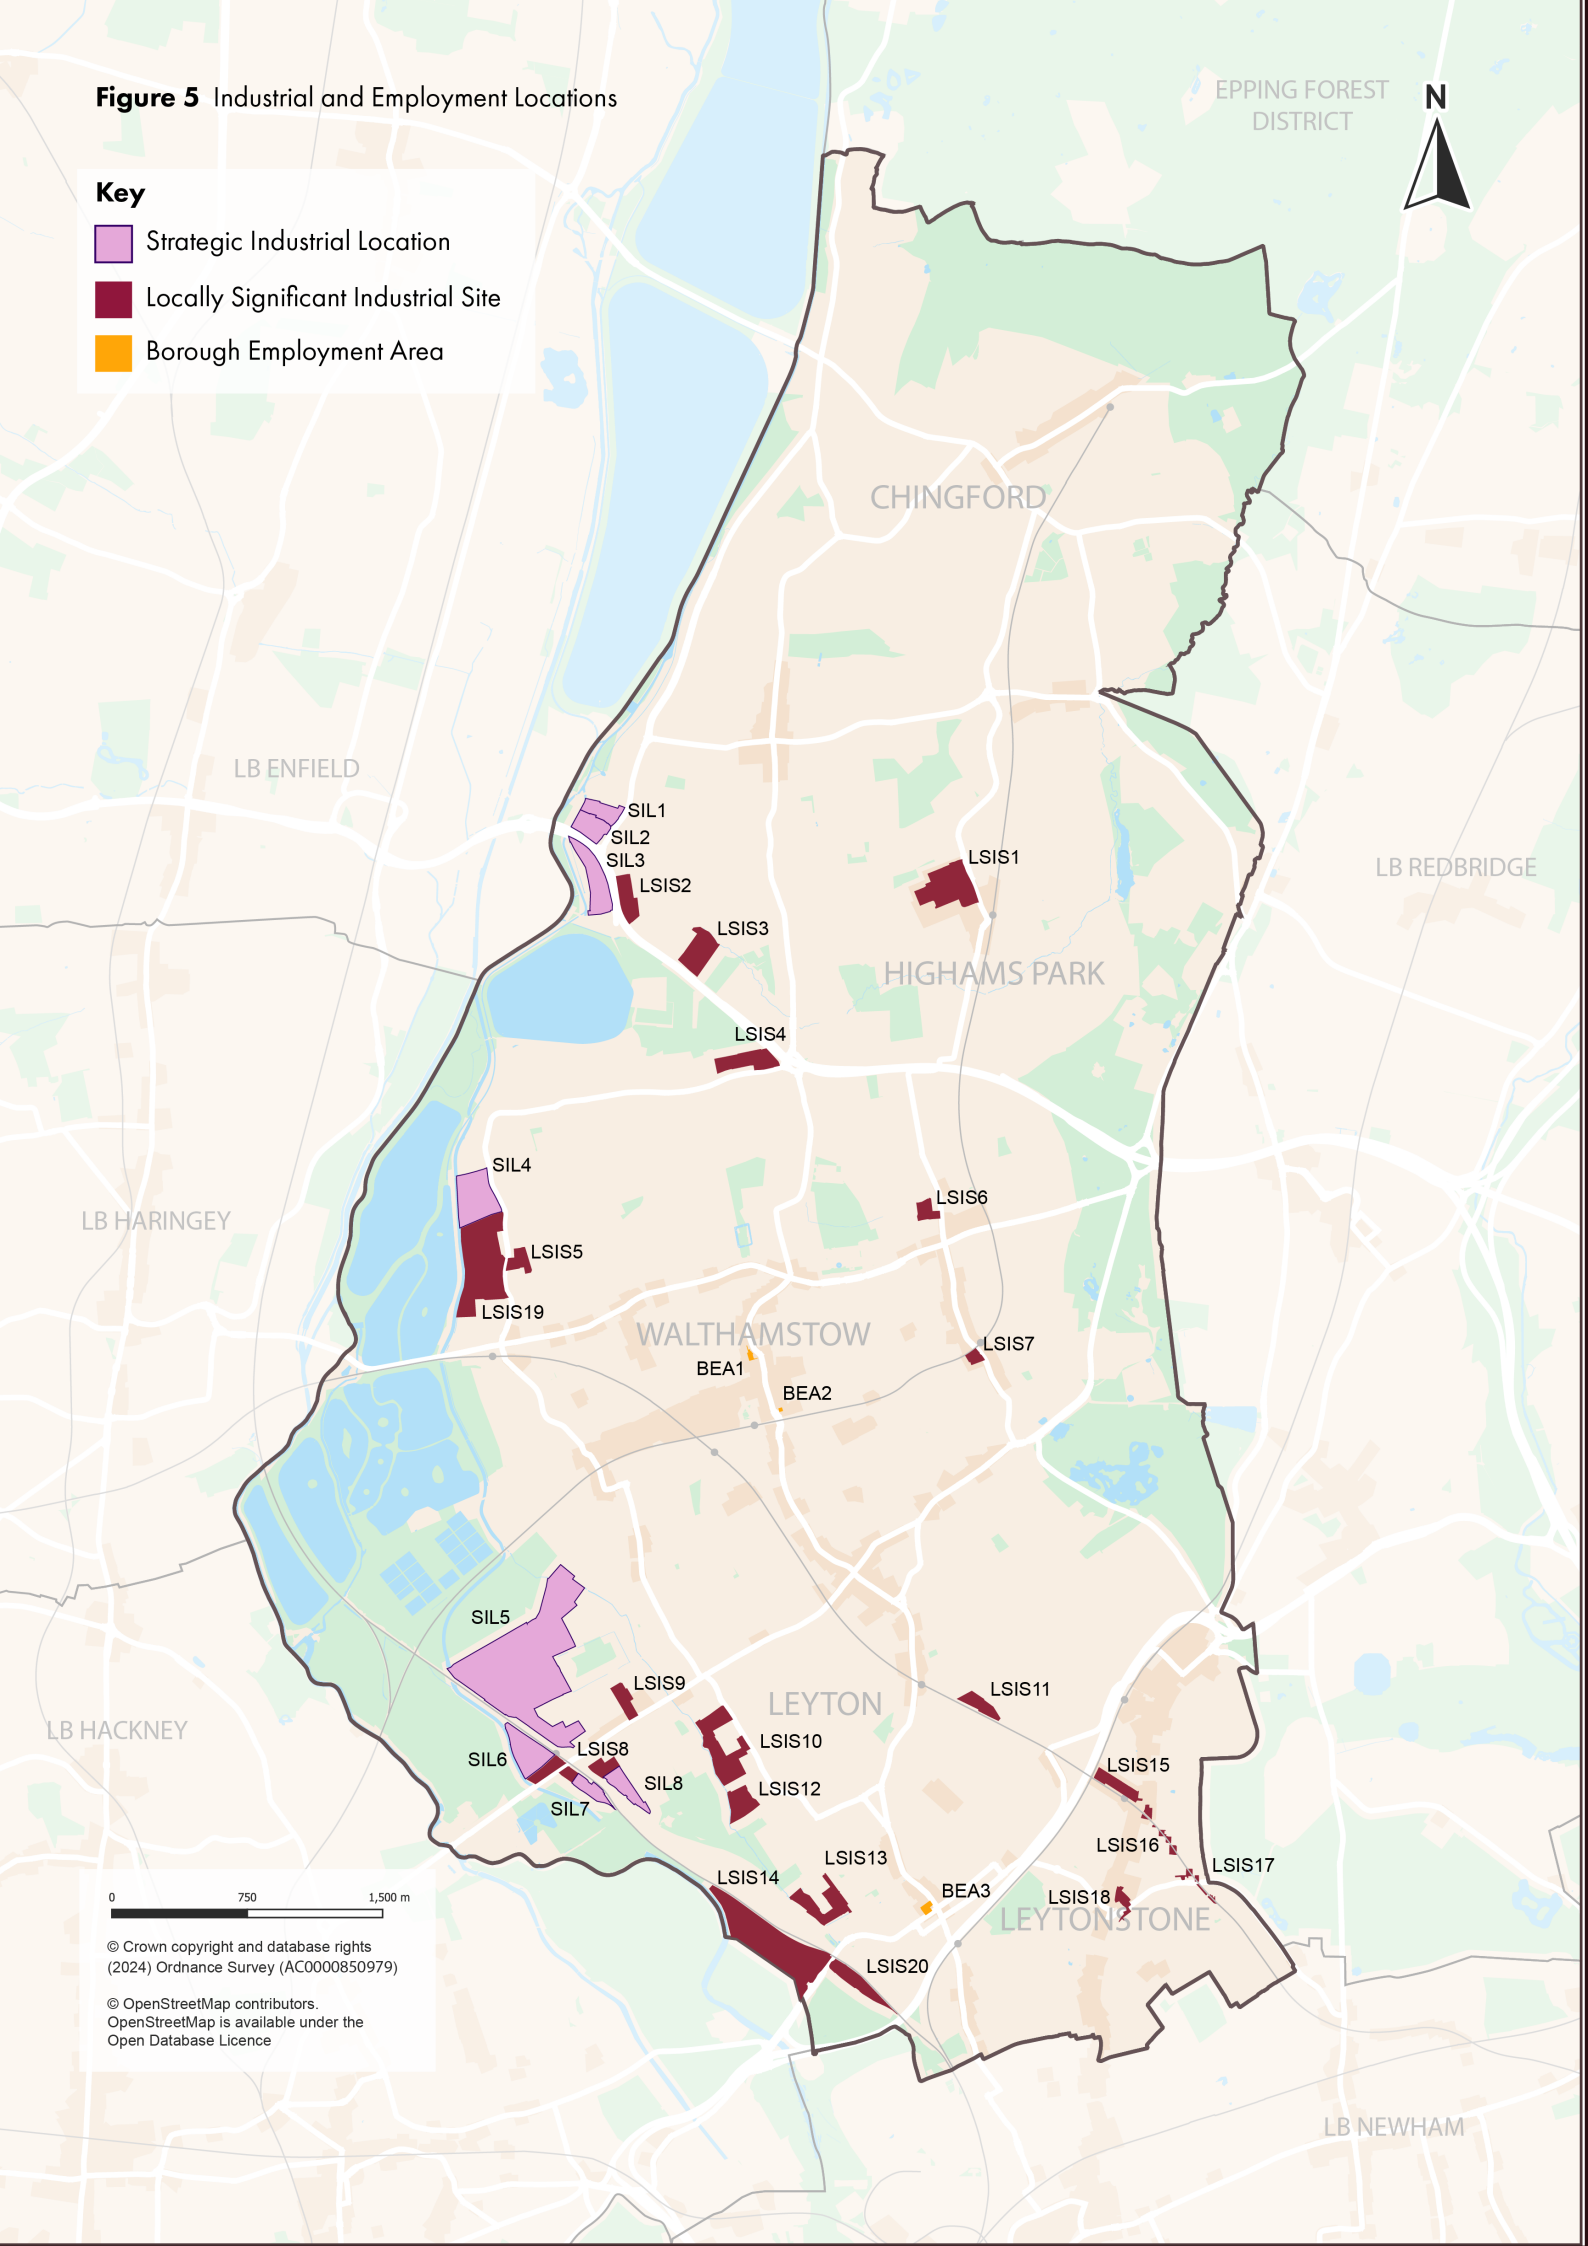 Figure 5 Industrial and Employment Locations
EPPING FOREST
DISTRICT
N
Key
Strategic Industrial Location
Locally Significant Industrial Site
Borough Employment Area
CHINGFORD
LB ENFIELD
SIL1
SIL2
SIL3
LSIS2
LSIS1
LB REDBRIDGE
LSIS3
HIGHAMS PARK
LSIS4
SIL4
LSIS6
LB HARINGEY
LSIS5
LSIS19
WALTHAMSTOW
LSIS7
BEA1
BEA2
SIL5
LSIS9
LSIS11
LEYTON
LB HACKNEY
LSIS10
LSIS8
SIL6
LSIS15
SIL8
LSIS12
SIL7
LSIS16
LSIS13
LSIS17
LSIS14
BEA3
LSIS18
LEYTONSTONE
LSIS20
0 750 1,500 m
© Crown copyright and database rights
(2024) Ordnance Survey (AC0000850979)
© OpenStreetMap contributors.
OpenStreetMap is available under the
Open Database Licence
LB NEWHAM